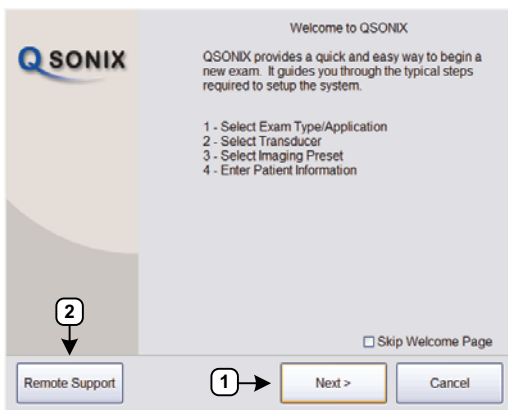 Welcome to QSONIX
Q SONIX
QSONIX provides a quick and easy way to begin a
new exam. It guides you through the typical steps
required to setup the system.
1 - Select Exam Type/Application
2 - Select Transducer
3 - Select Imaging Preset
4 - Enter Patient Information
2
Skip Welcome Page
Remote Support
1
Next >
Cancel